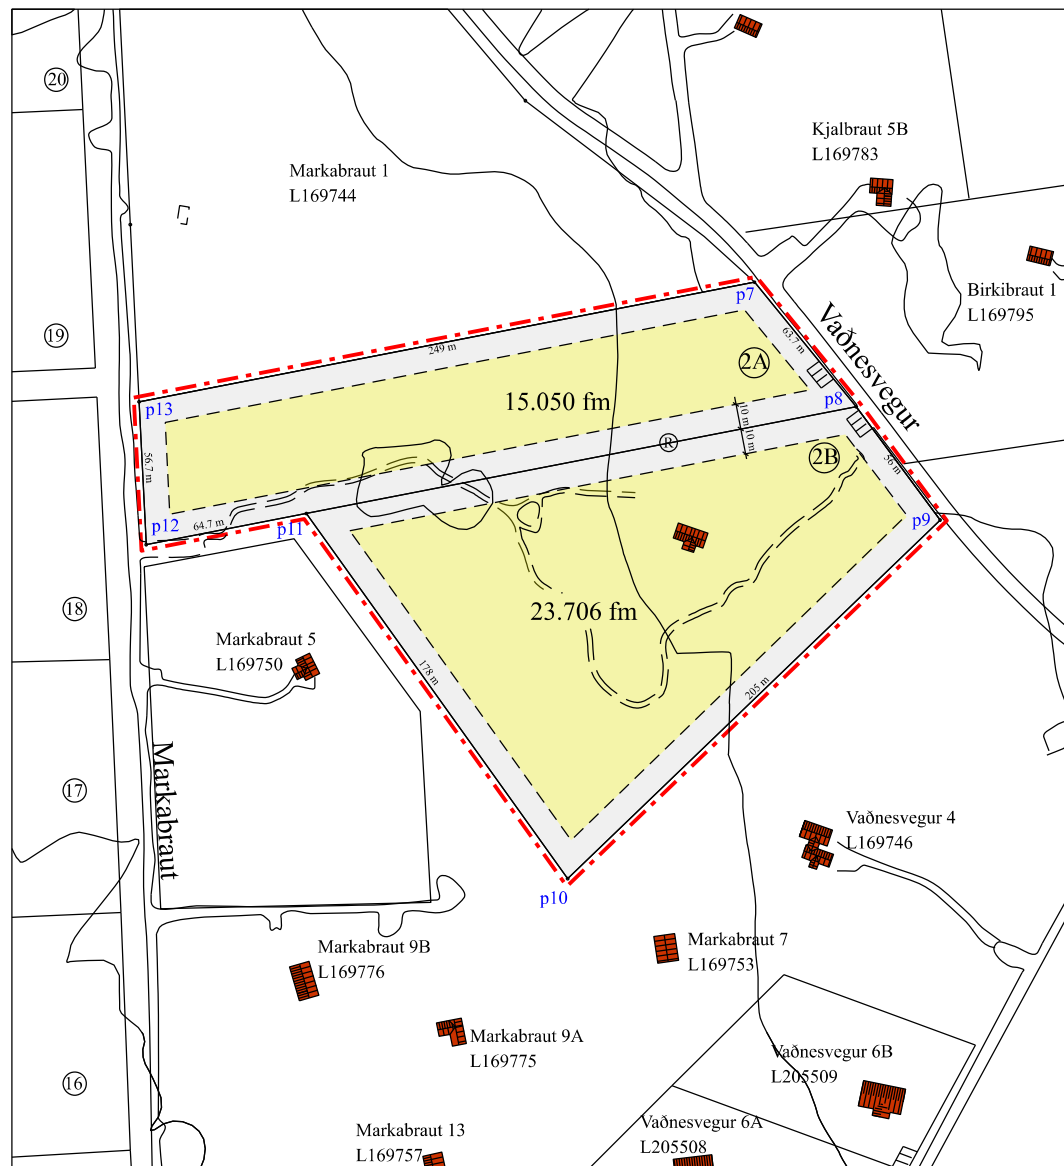 20
Kjalbraut 5B
L169783
Markabraut 1
L169744
Birkibraut 1
L169795
p7
Vaðnesvegur
19
249 m
63.7 m
2A
p13
15.050 fm
p8
10 m
10 m
R
2B
56 m
56.7 m
p12
64.7 m
p11
p9
18
23.706 fm
Markabraut 5
L169750
178 m
205 m
Markabraut
17
Vaðnesvegur 4
L169746
p10
Markabraut 9B
L169776
Markabraut 7
L169753
Markabraut 9A
L169775
Vaðnesvegur 6B
L205509
16
Markabraut 13
L169757
Vaðnesvegur 6A
L205508